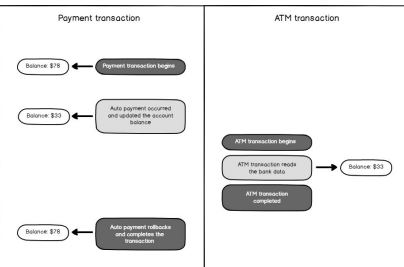 Payment transaction
ATM transaction
Balance: $78
Payment transaction begins
Balance: $33
Auto payment occurred
and updated the account
balance
ATM transaction begins
ATM transaction reads
the bank data
Balance: $33
ATM transaction
completed
Balance: $78
Auto payment rollbacks
and completes the
transaction